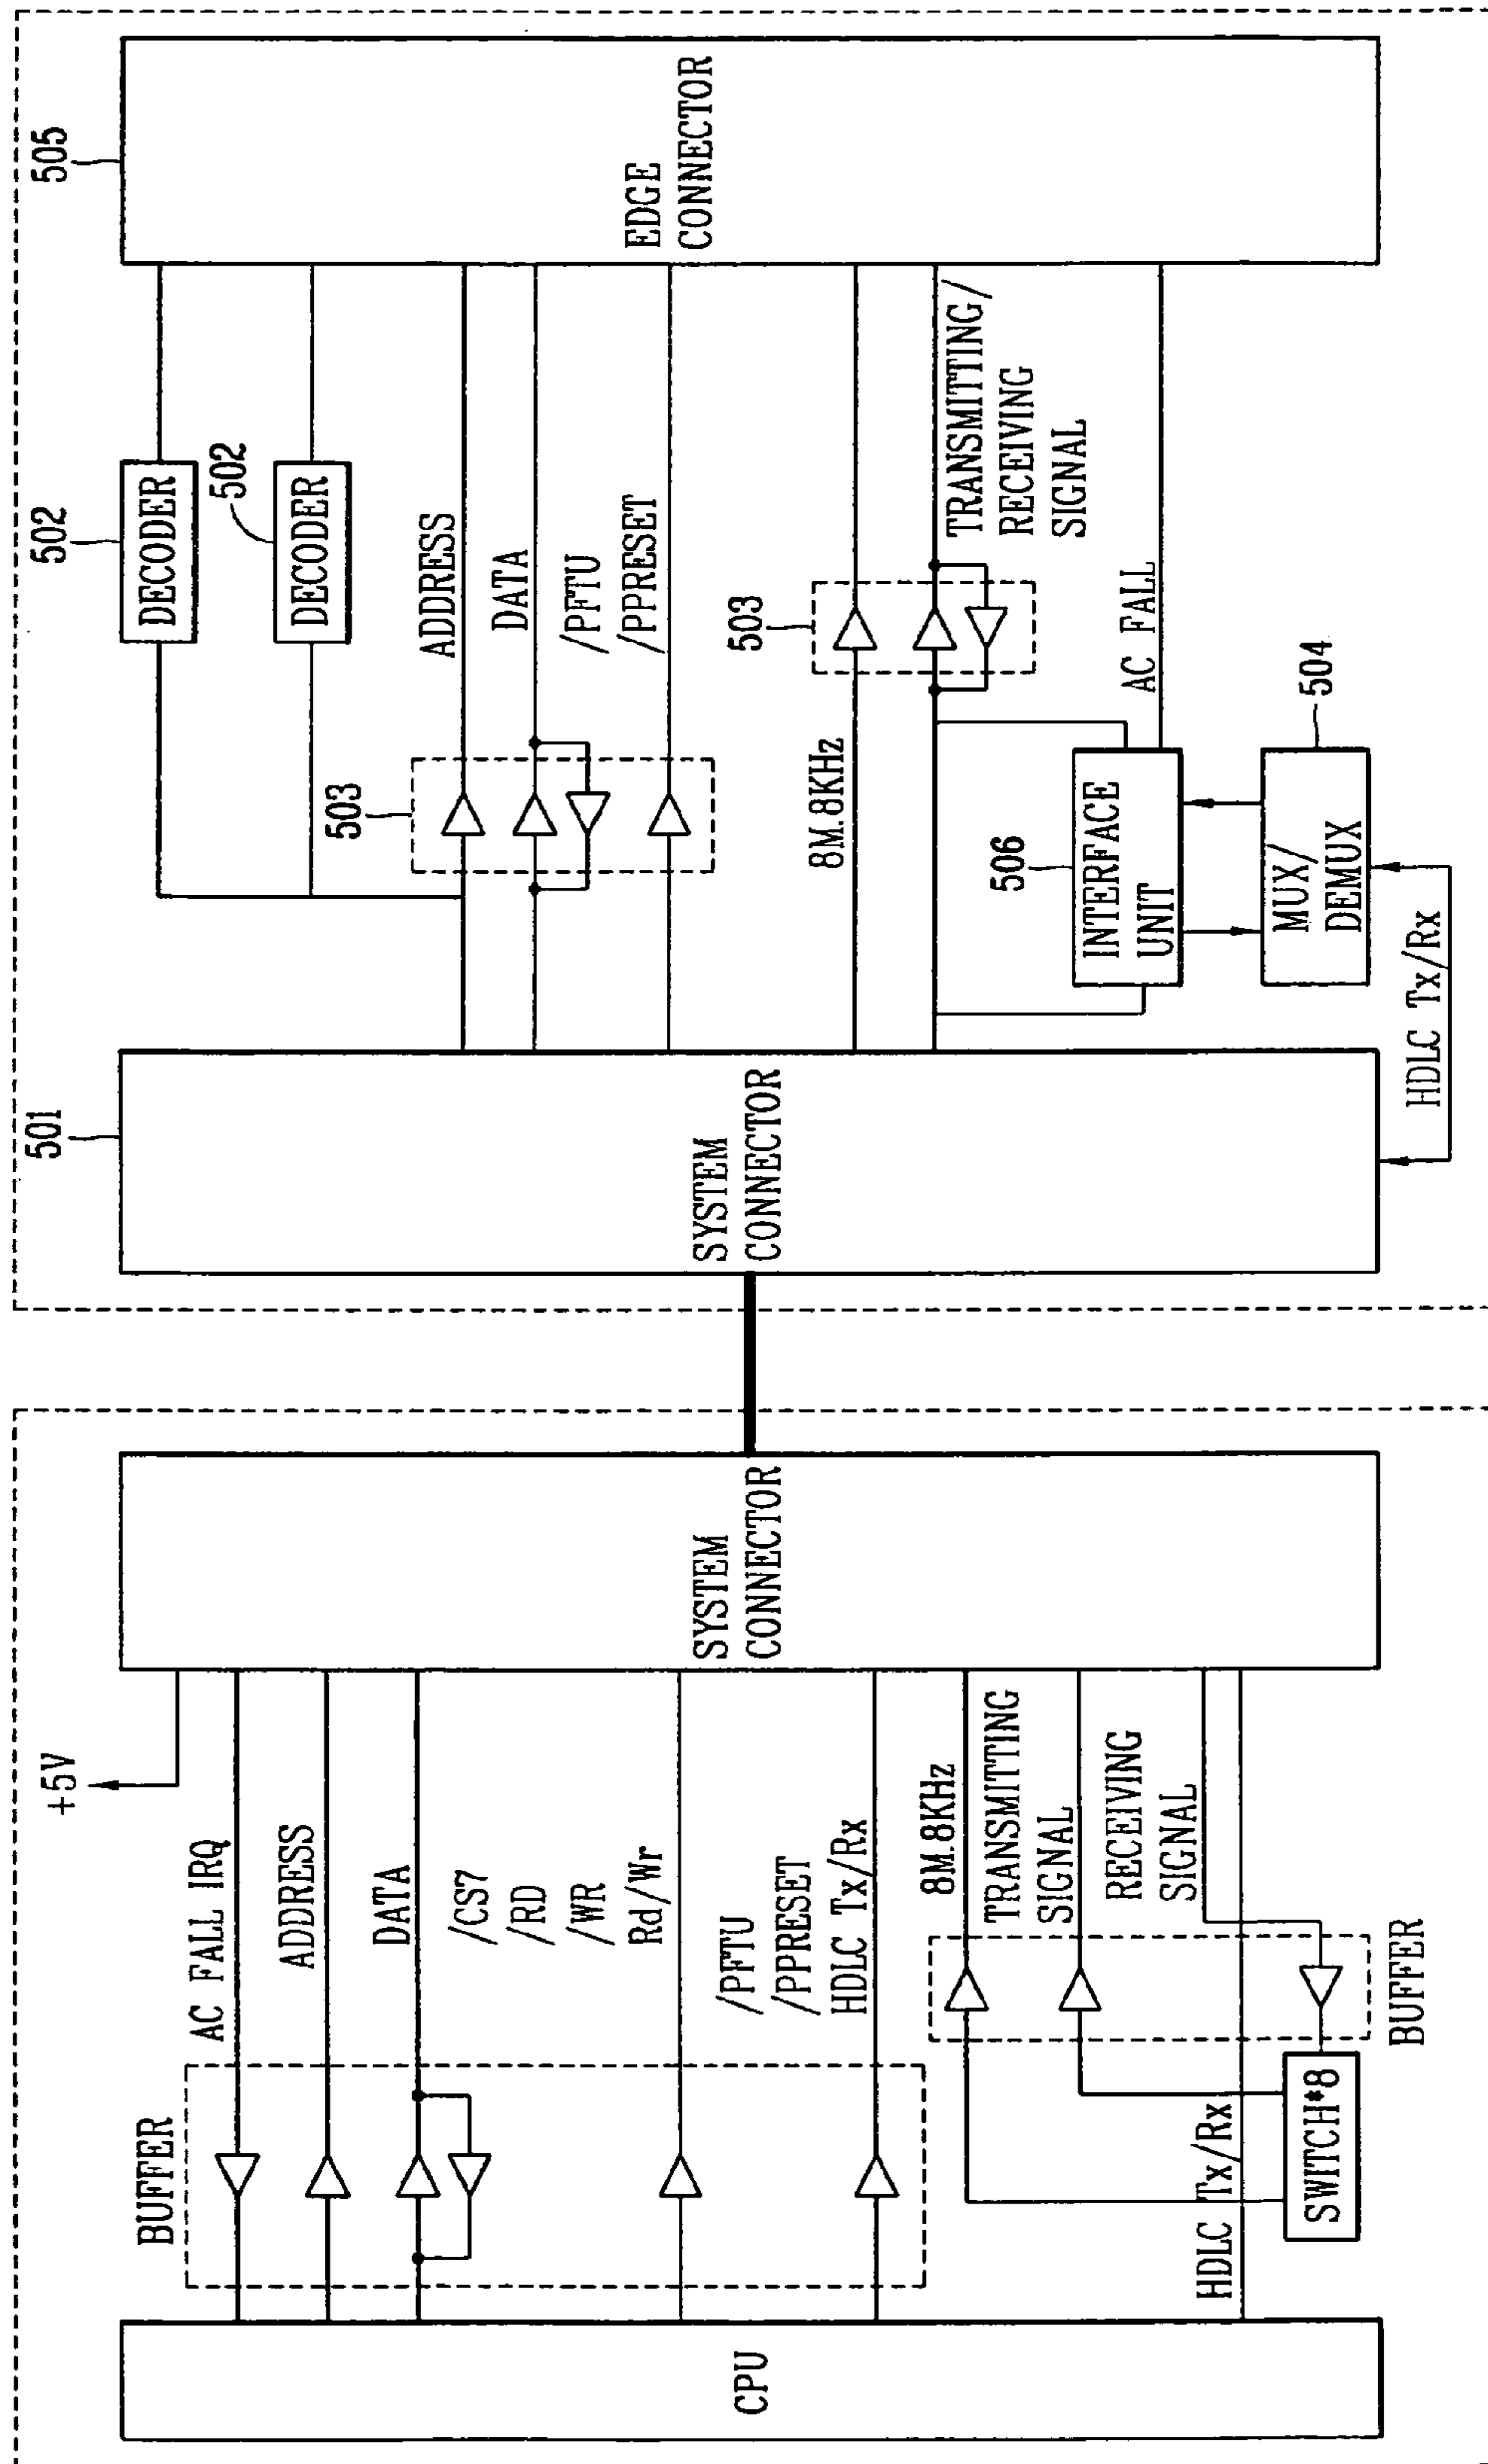 CPU
BUFFER
AC FALL IRQ
ADDRESS
DATA
/CS7
/RD
/WR
Rd/Wr
/PFTU
/PPRESET
HDLC Tx/Rx
+5V
8M.8KHz
TRANSMITTING
SIGNAL
RECEIVING
SIGNAL
BUFFER
HDLC Tx/Rx
SWITCH*8
SYSTEM
CONNECTOR
501
SYSTEM
CONNECTOR
502
DECODER
502
DECODER
503
ADDRESS
DATA
/PFTU
/PPRESET
503
8M.8KHz
TRANSMITTING/
RECEIVING
SIGNAL
AC FALL
506
INTERFACE
UNIT
504
MUX/
DEMUX
HDLC Tx/Rx
505
EDGE
CONNECTOR